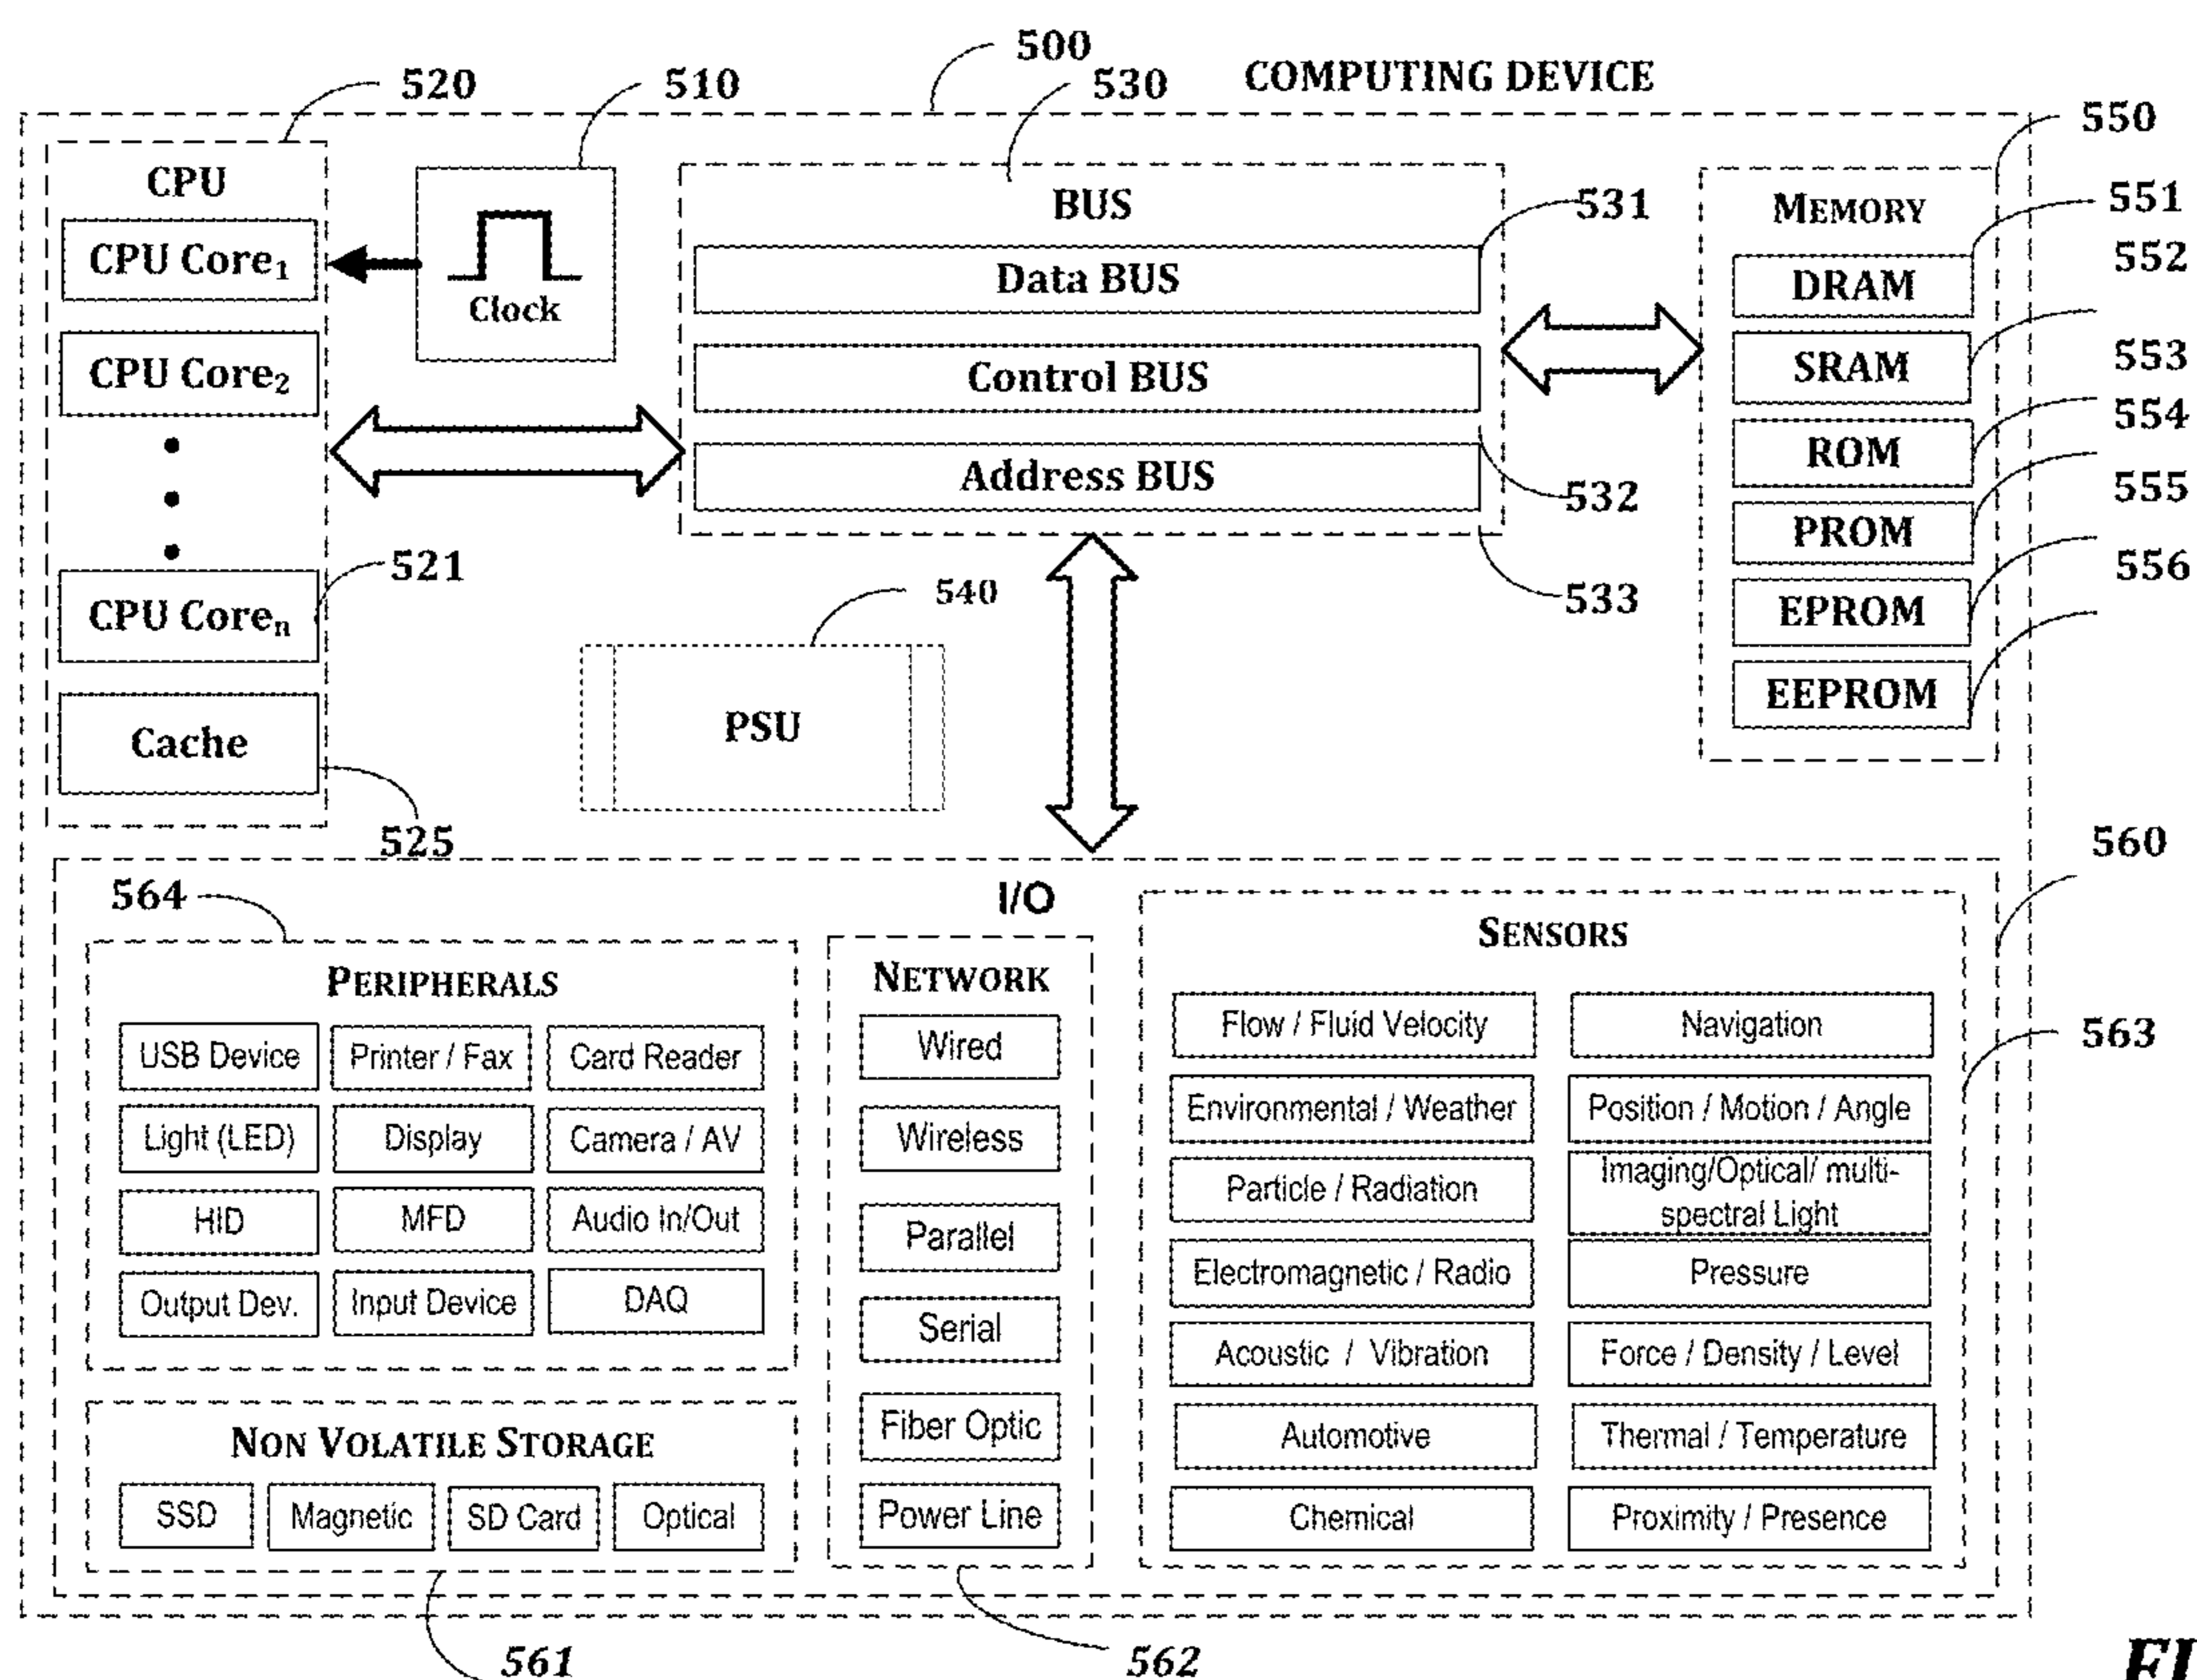 500
COMPUTING DEVICE
520
510
530
550
CPU
CPU Core1
CPU Core2
CPU Coren
521
Cache
525
Clock
BUS
Data BUS
Control BUS
Address BUS
531
532
533
540
PSU
MEMORY
DRAM
SRAM
ROM
PROM
EPROM
EEPROM
551
552
553
554
555
556
560
I/O
564
PERIPHERALS
USB Device Printer / Fax Card Reader
Light (LED) Display Camera / AV
HID MFD Audio In/Out
Output Dev. Input Device DAQ
NON VOLATILE STORAGE
SSD Magnetic SD Card Optical
561
NETWORK
Wired
Wireless
Parallel
Serial
Fiber Optic
Power Line
562
SENSORS
563
Flow / Fluid Velocity Navigation
Environmental / Weather Position / Motion / Angle
Particle / Radiation Imaging/Optical/ multi-
spectral Light
Electromagnetic / Radio Pressure
Acoustic / Vibration Force / Density / Level
Automotive Thermal / Temperature
Chemical Proximity / Presence